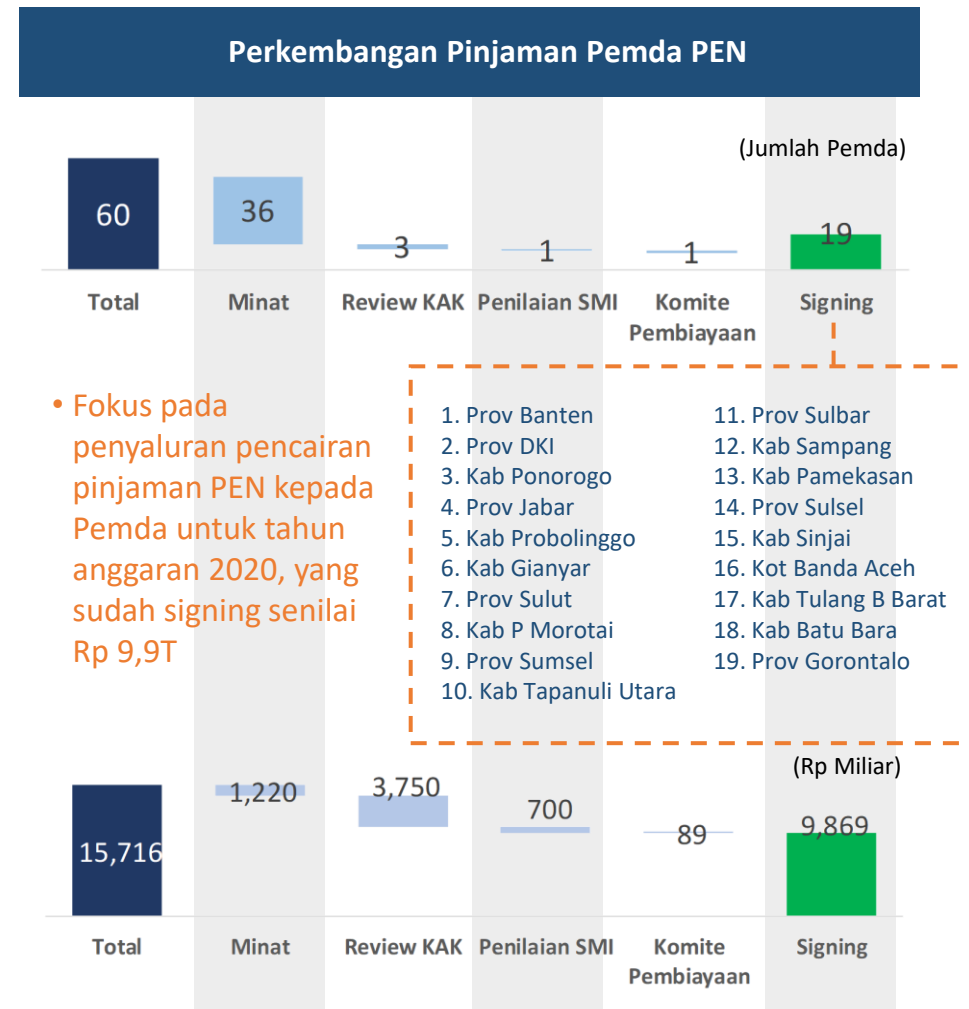 Perkembangan Pinjaman Pemda PEN
(Jumlah Pemda)
60
36
3
1
1
19
Total
Minat
Review KAK
Penilaian SMI
Komite
Pembiayaan
Signing
• Fokus pada
penyaluran pencairan
pinjaman PEN kepada
Pemda untuk tahun
anggaran 2020, yang
sudah signing senilai
Rp 9,9T
1. Prov Banten
2. Prov DKI
3. Kab Ponorogo
4. Prov Jabar
5. Kab Probolinggo
6. Kab Gianyar
7. Prov Sulut
8. Kab P Morotai
9. Prov Sumsel
10. Kab Tapanuli Utara
11. Prov Sulbar
12. Kab Sampang
13. Kab Pamekasan
14. Prov Sulsel
15. Kab Sinjai
16. Kot Banda Aceh
17. Kab Tulang B Barat
18. Kab Batu Bara
19. Prov Gorontalo
(Rp Miliar)
15,716
1,220
3,750
700
89
9,869
Total
Minat
Review KAK
Penilaian SMI
Komite
Pembiayaan
Signing